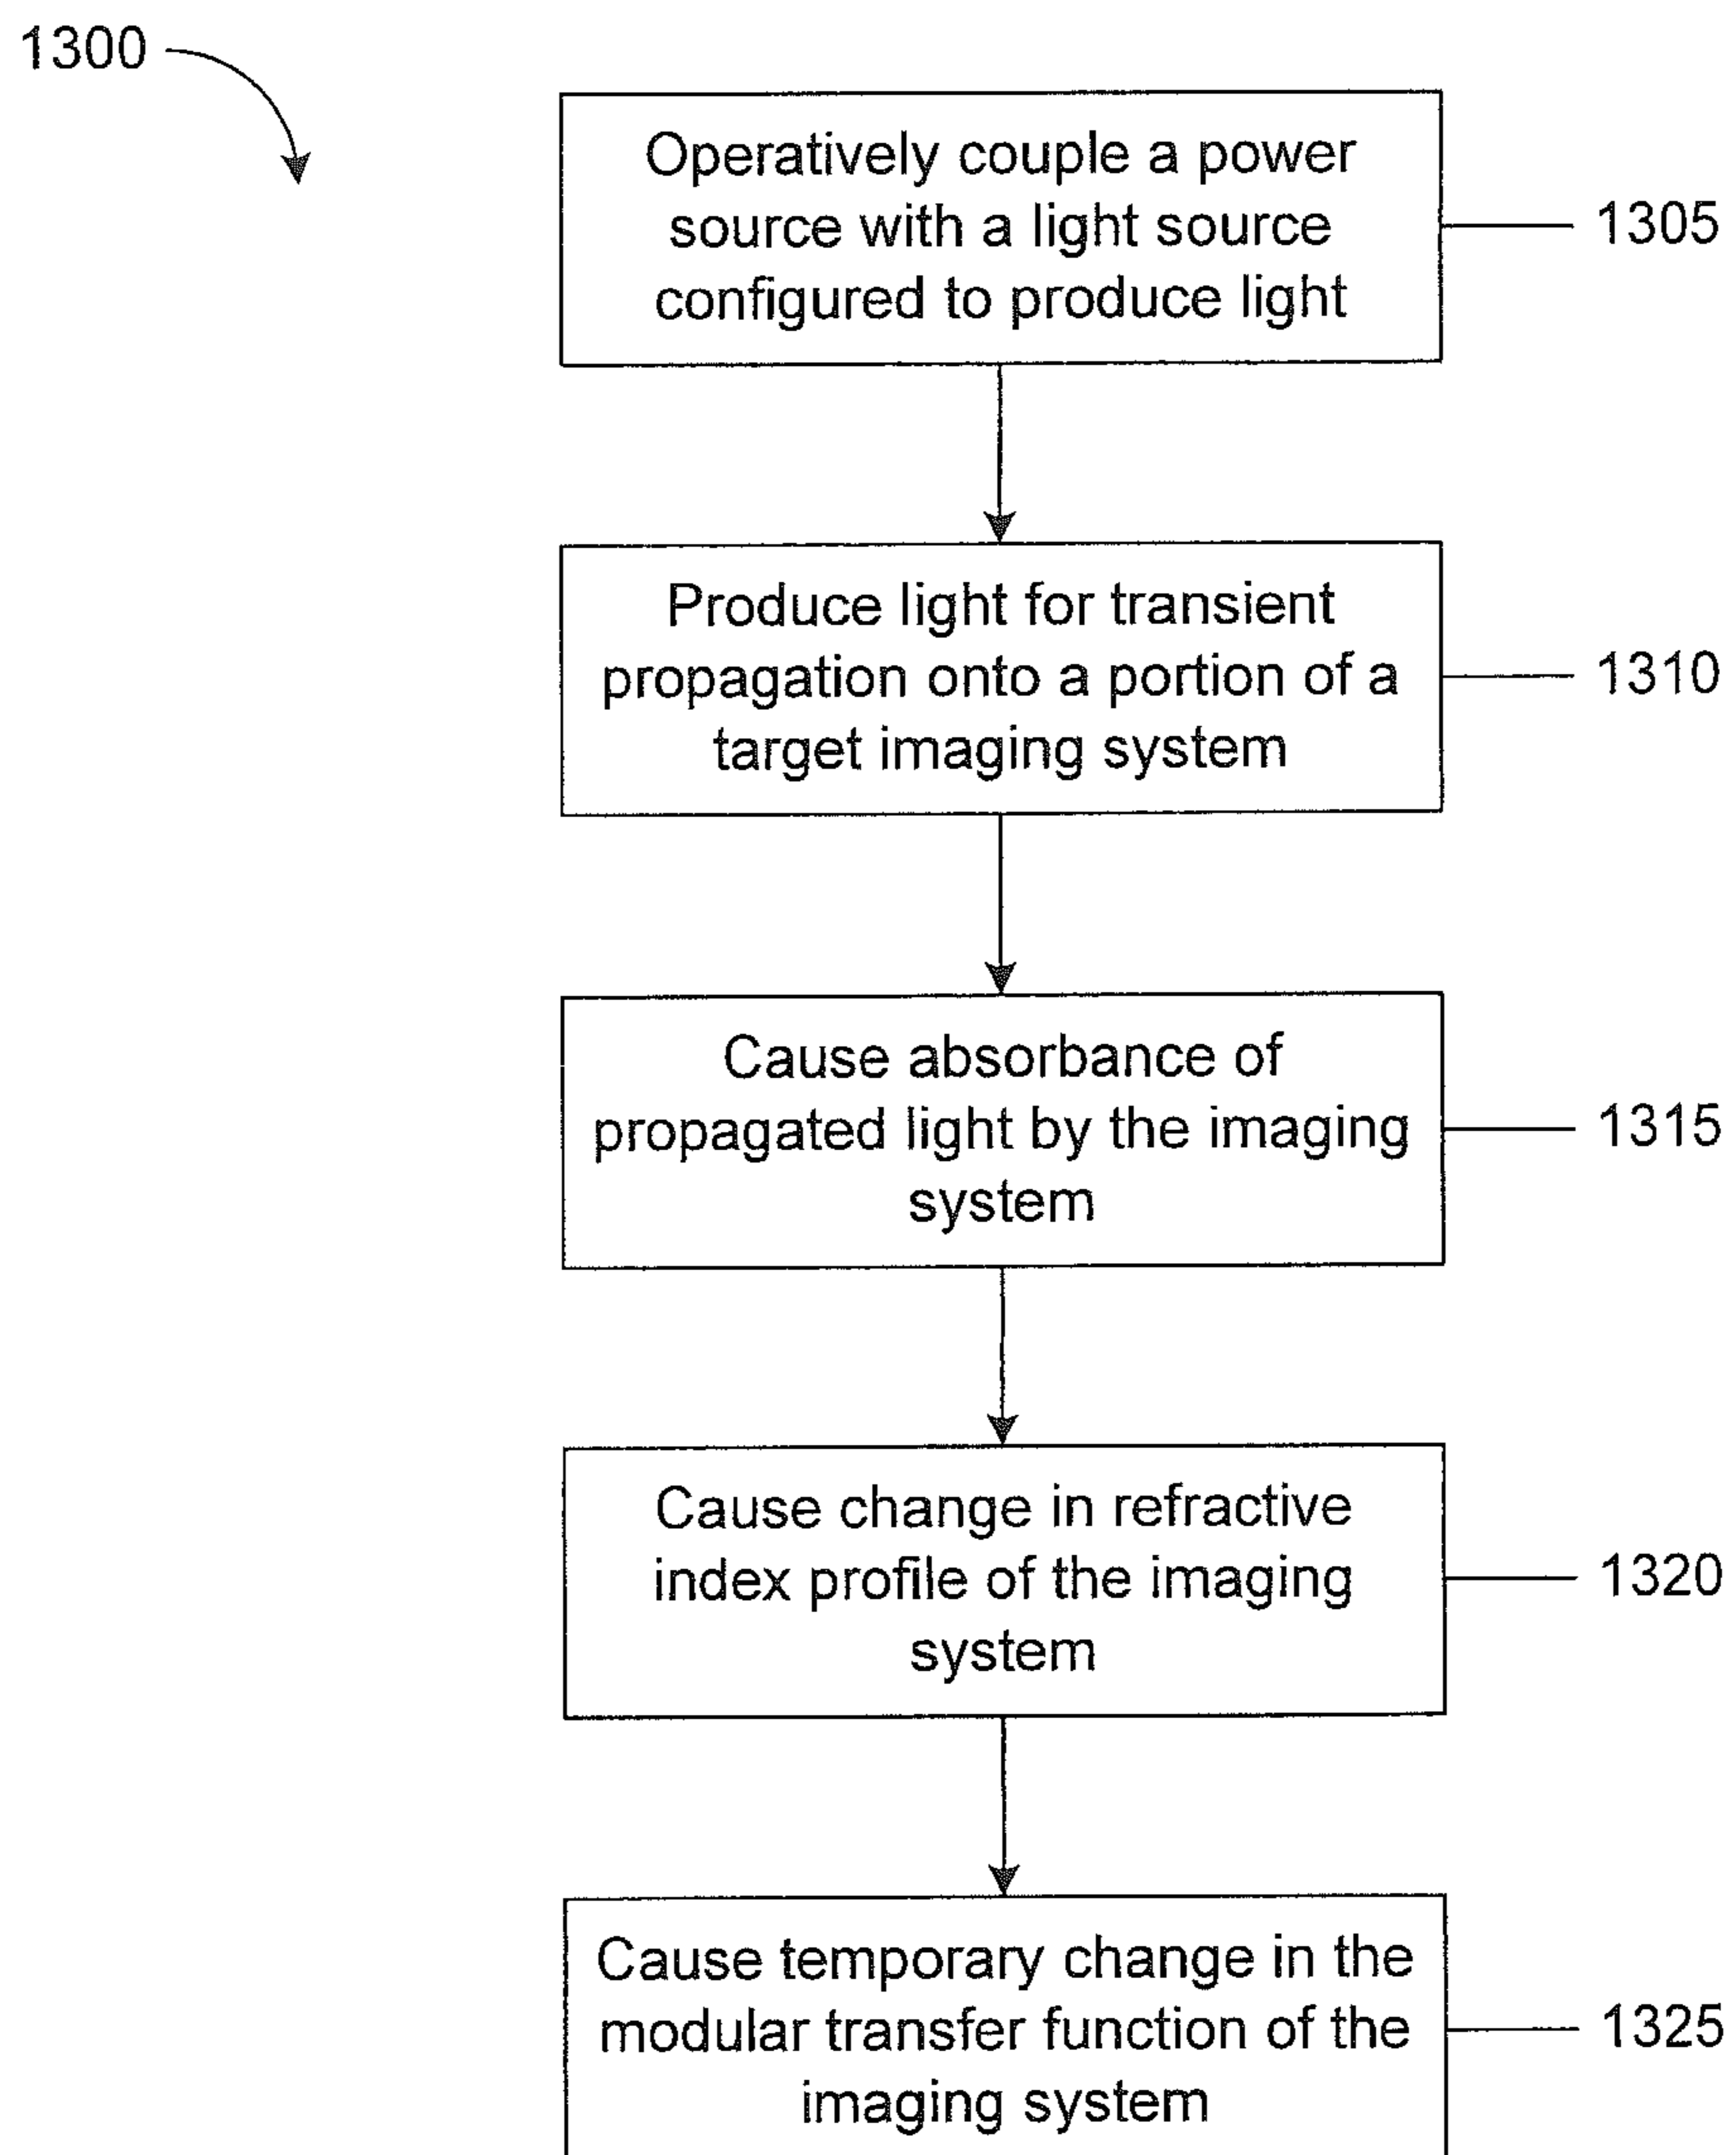 1300
Operatively couple a power
source with a light source
configured to produce light
1305
Produce light for transient
propagation onto a portion of a
target imaging system
1310
Cause absorbance of
propagated light by the imaging
system
1315
Cause change in refractive
index profile of the imaging
system
1320
Cause temporary change in the
modular transfer function of the
imaging system
1325